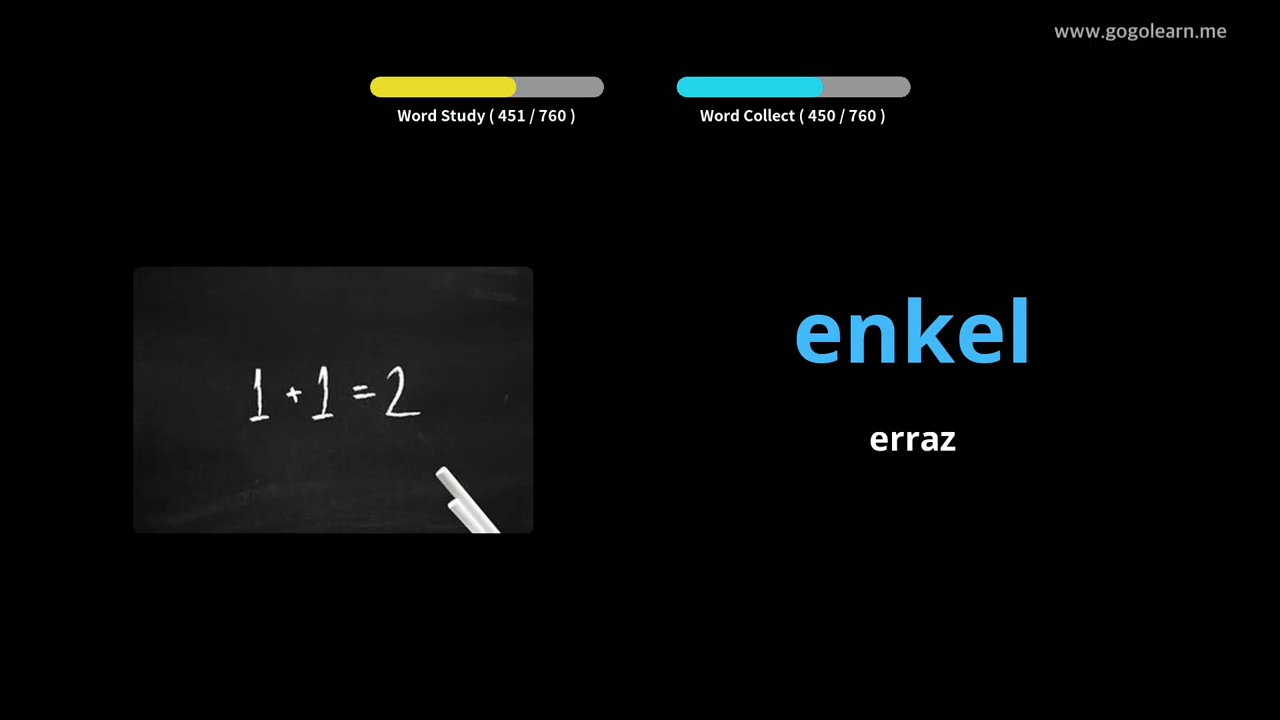 www.gogolearn.me
Word Study ( 451 / 760 )
Word Collect ( 450 / 760 )
1 + 1 = 2
enkel
erraz